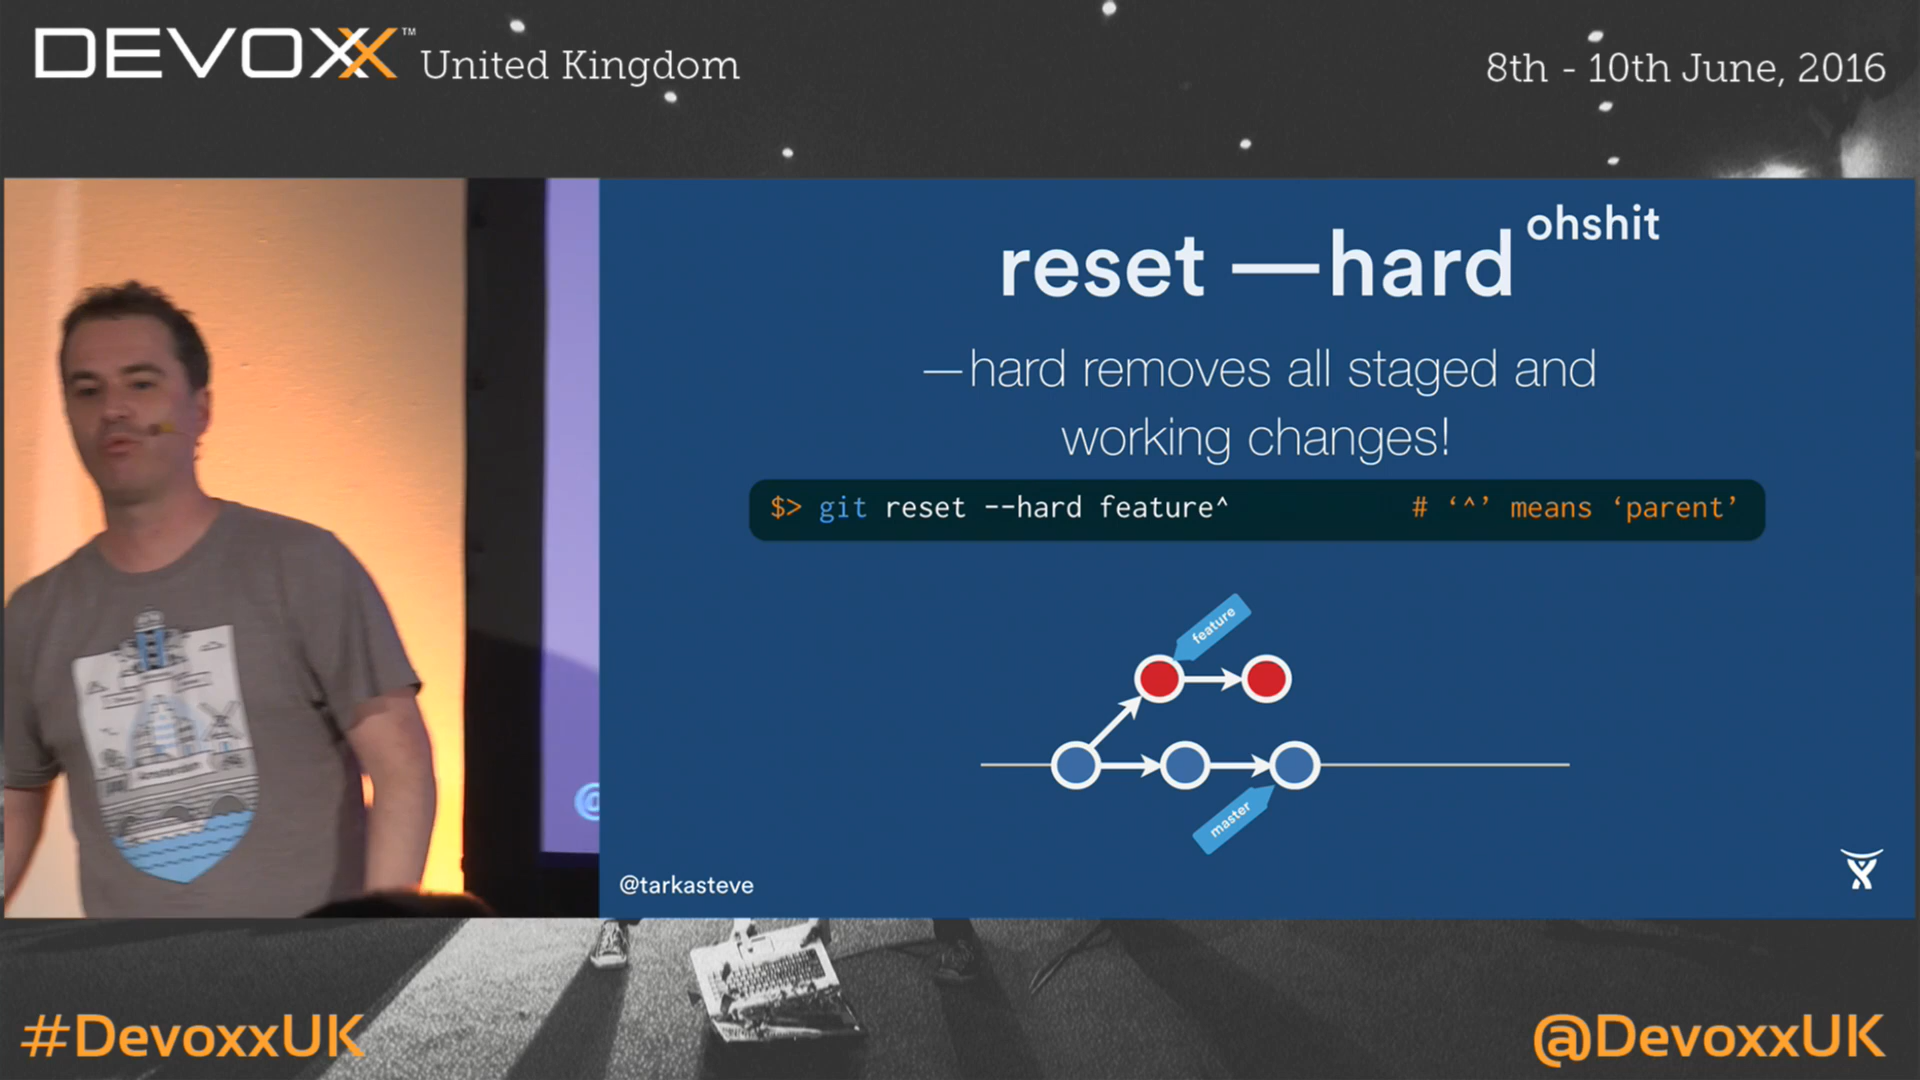 DEVOXX™ United Kingdom
8th - 10th June, 2016
reset —hard ohshit
—hard removes all staged and
working changes!
$> git reset --hard feature^ # ‘^’ means ‘parent’
feature
master
@
Amsterdam
@tarkasteve
#DevoxxUK
@DevoxxUK